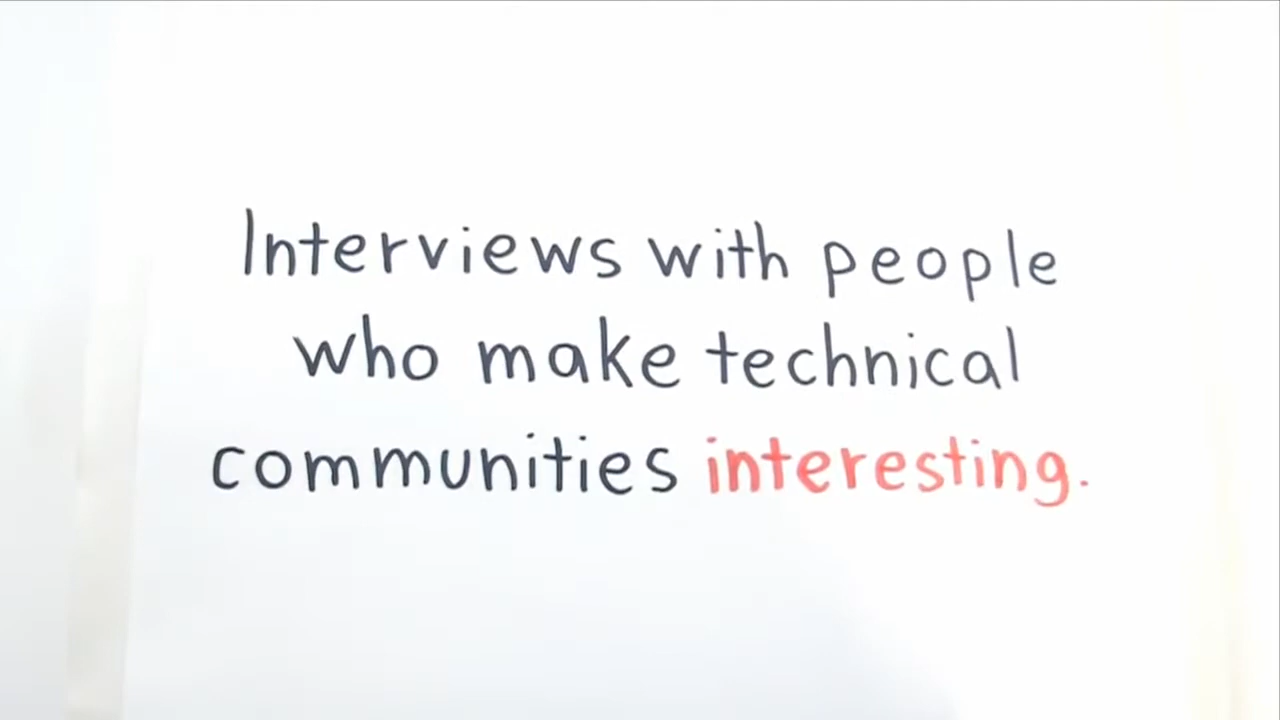 Interviews with people
who make technical
communities interesting.